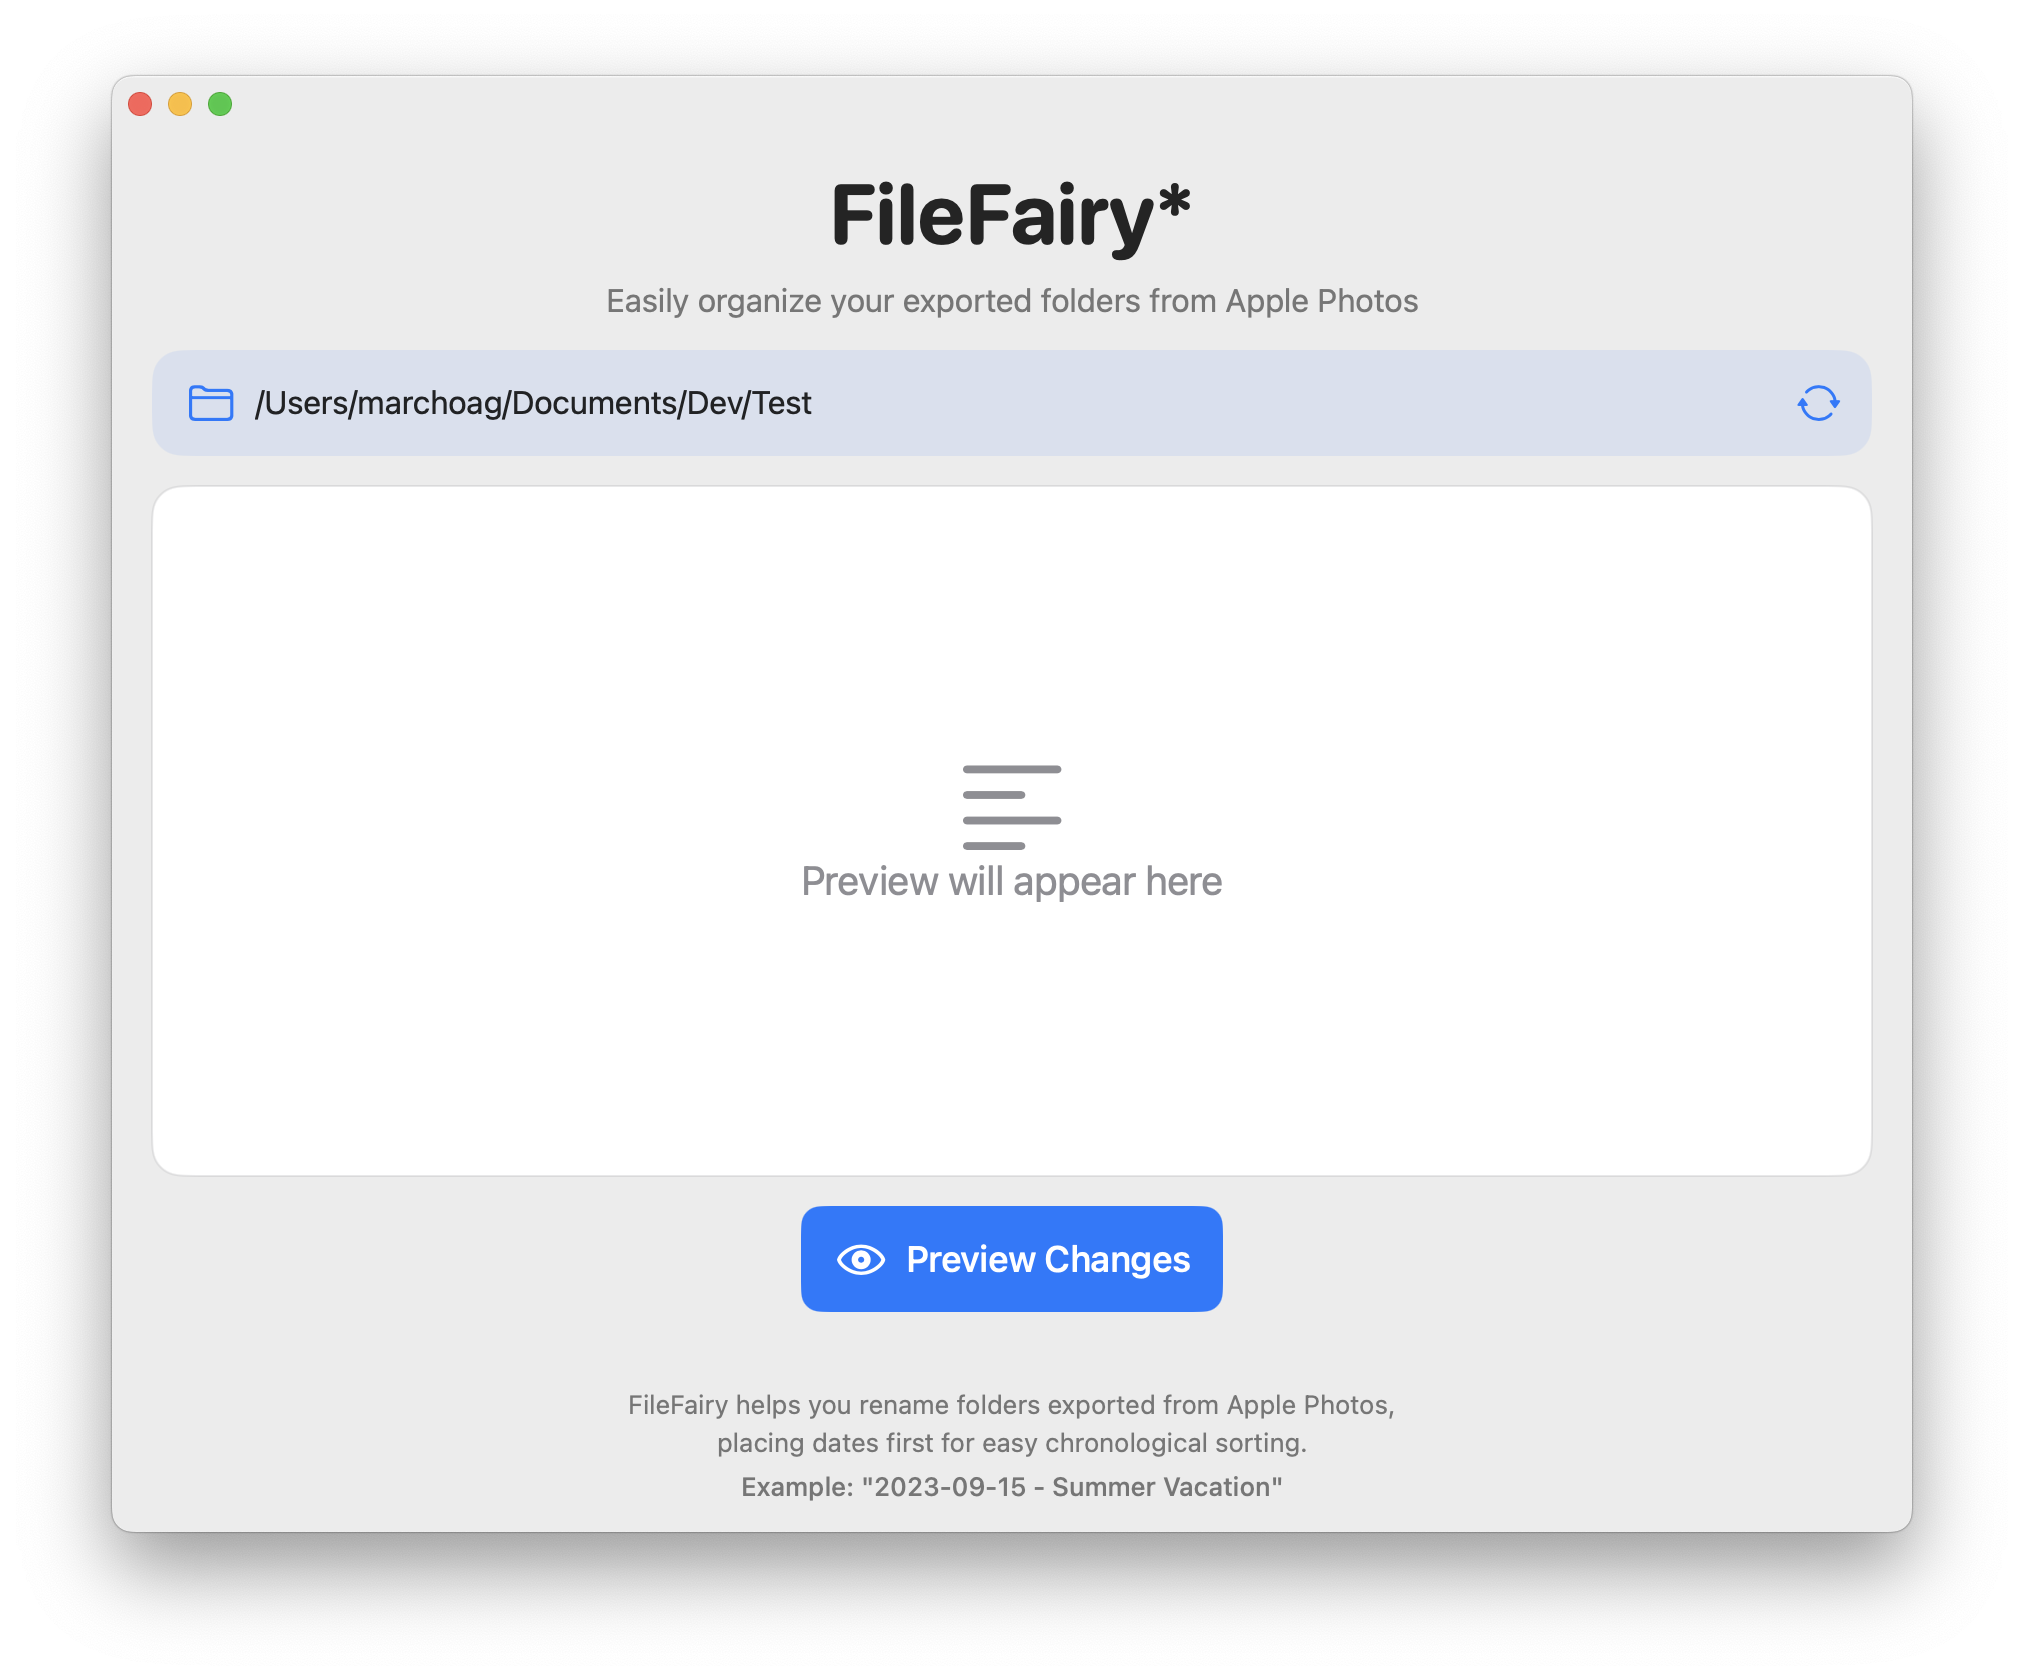 FileFairy*
Easily organize your exported folders from Apple Photos
/Users/marchoag/Documents/Dev/Test
Preview will appear here
Preview Changes
FileFairy helps you rename folders exported from Apple Photos,
placing dates first for easy chronological sorting.
Example: "2023-09-15 - Summer Vacation"